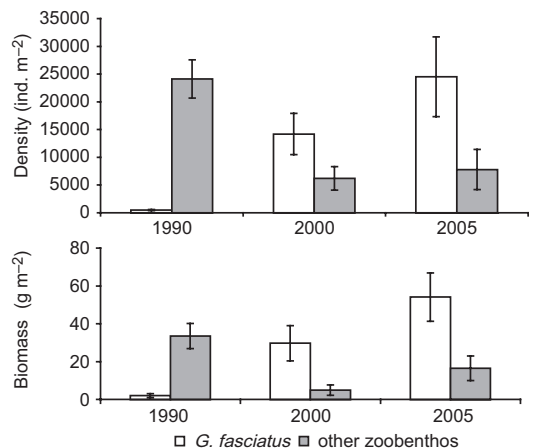 35000
30000
25000
20000
15000
10000
5000
0
Density (ind. m–2)
1990 2000 2005
80
60
40
20
0
Biomass (g m–2)
1990 2000 2005
G. fasciatus other zoobenthos